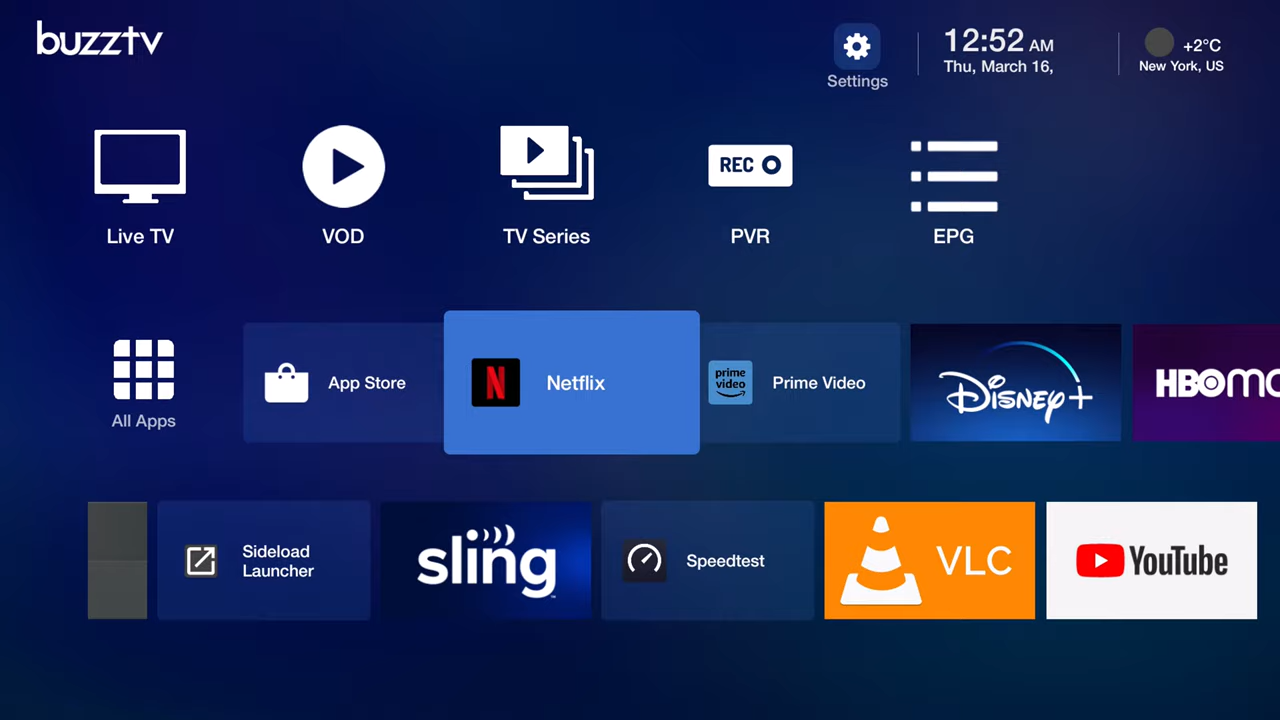 buzztv
Settings
12:52 AM
Thu, March 16,
+2°C
New York, US
REC
Live TV
VOD
TV Series
PVR
EPG
All Apps
App Store
N
Netflix
prime
video
Prime Video
Disney+
HBO
Sideload
Launcher
sling
Speedtest
VLC
YouTube